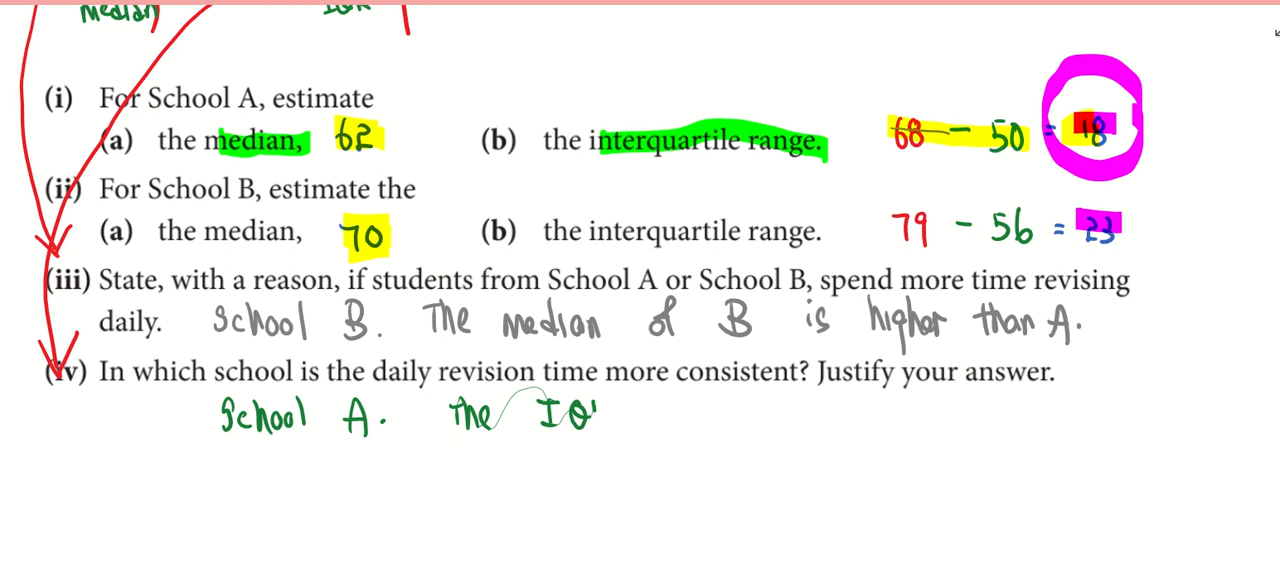 median
IQR
(i) For School A, estimate
(a) the median, 62 (b) the interquartile range. 68 - 50 = 18
(ii) For School B, estimate the
(a) the median, 70 (b) the interquartile range. 79 - 56 = 23
(iii) State, with a reason, if students from School A or School B, spend more time revising
daily. School B. The median of B is higher than A.
(iv) In which school is the daily revision time more consistent? Justify your answer.
School A. The IQ